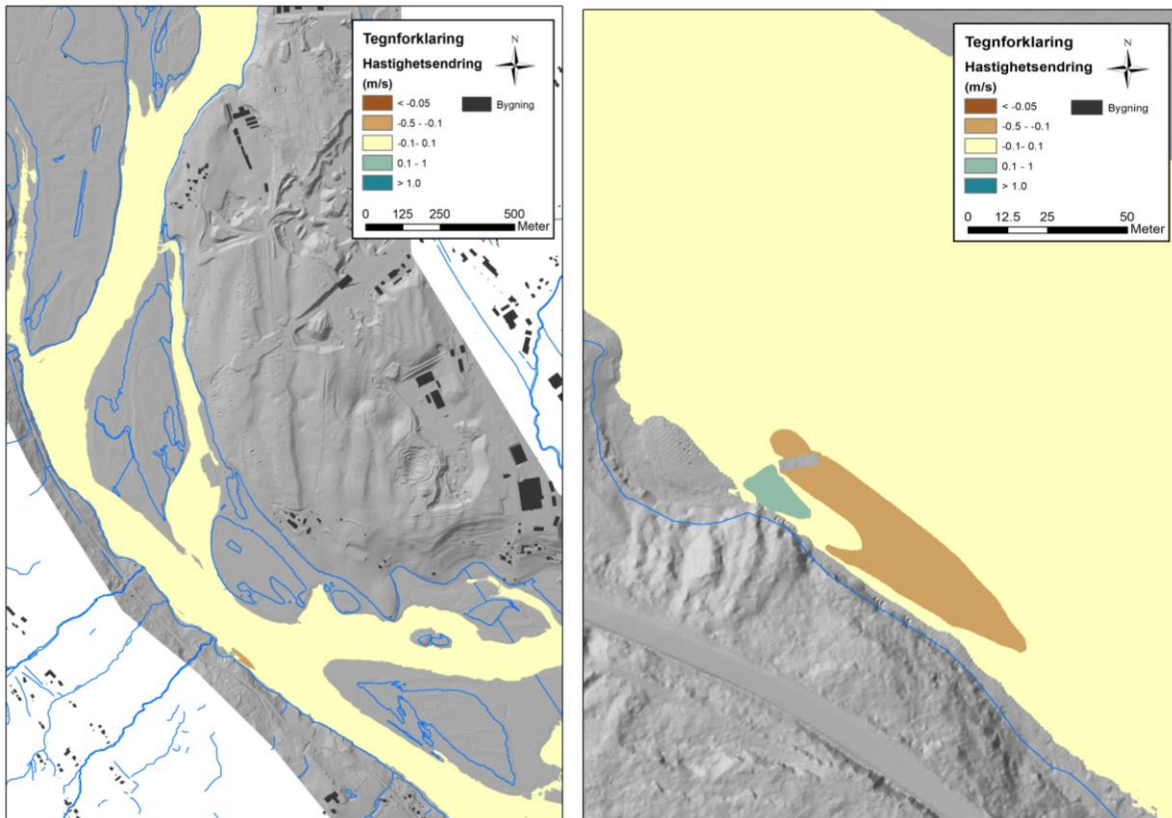 Tegnforklaring
Hastighetsendring
(m/s)
N
< -0.05
Bygning
-0.5 - -0.1
-0.1- 0.1
0.1 - 1
> 1.0
0 125 250 500
Meter
Tegnforklaring
Hastighetsendring
(m/s)
N
< -0.05
Bygning
-0.5 - -0.1
-0.1- 0.1
0.1 - 1
> 1.0
0 12.5 25 50
Meter